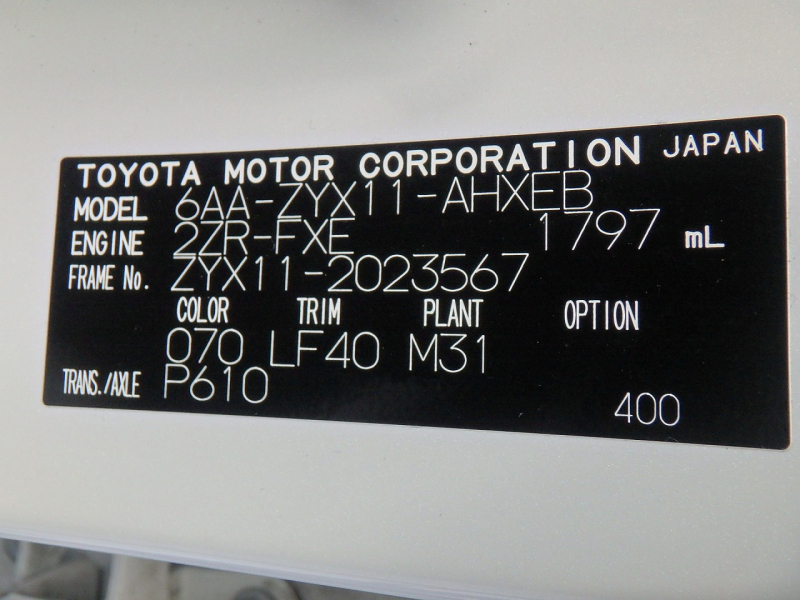 TOYOTA MOTOR CORPORATION JAPAN
MODEL 6AA-ZYX11-AHXEB
ENGINE 2ZR-FXE 1797 mL
FRAME No. ZYX11-2023567
COLOR TRIM PLANT OPTION
070 LF40 M31
TRANS./AXLE P610
400